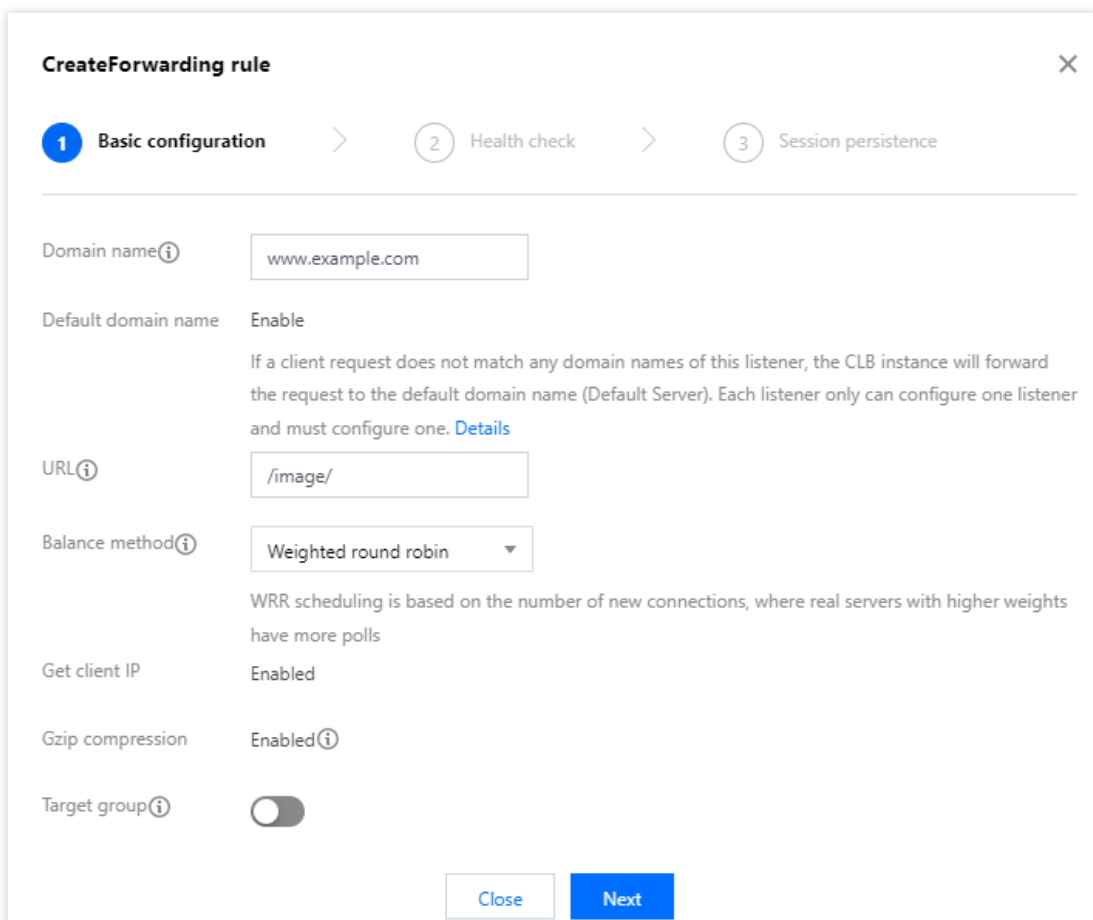 CreateForwarding rule
1 Basic configuration 2 Health check 3 Session persistence
Domain name www.example.com
Default domain name Enable
If a client request does not match any domain names of this listener, the CLB instance will forward
the request to the default domain name (Default Server). Each listener only can configure one listener
and must configure one. Details
URL /image/
Balance method Weighted round robin
WRR scheduling is based on the number of new connections, where real servers with higher weights
have more polls
Get client IP Enabled
Gzip compression Enabled
Target group
Close Next